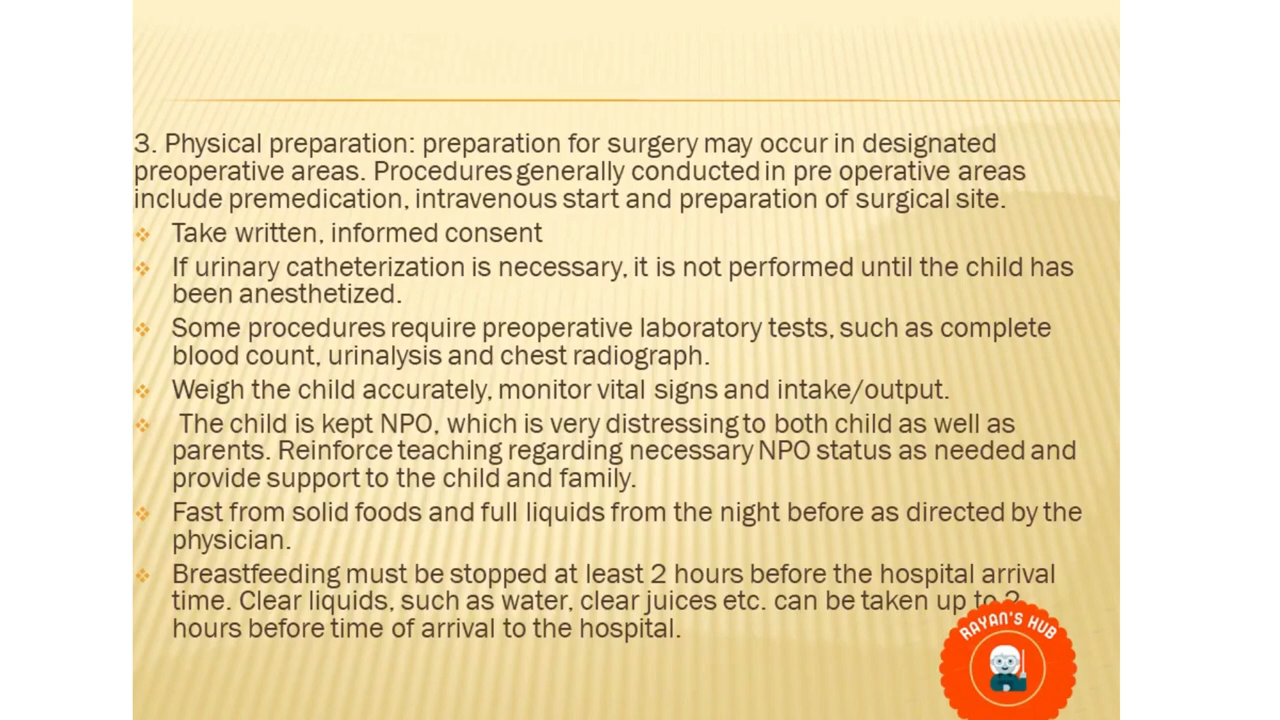 3. Physical preparation: preparation for surgery may occur in designated
preoperative areas. Procedures generally conducted in pre operative areas
include premedication, intravenous start and preparation of surgical site.
Take written, informed consent
If urinary catheterization is necessary, it is not performed until the child has
been anesthetized.
Some procedures require preoperative laboratory tests, such as complete
blood count, urinalysis and chest radiograph.
Weigh the child accurately, monitor vital signs and intake/output.
The child is kept NPO, which is very distressing to both child as well as
parents. Reinforce teaching regarding necessary NPO status as needed and
provide support to the child and family.
Fast from solid foods and full liquids from the night before as directed by the
physician.
Breastfeeding must be stopped at least 2 hours before the hospital arrival
time. Clear liquids, such as water, clear juices etc. can be taken up to
hours before time of arrival to the hospital.
RAYAN'S HUB